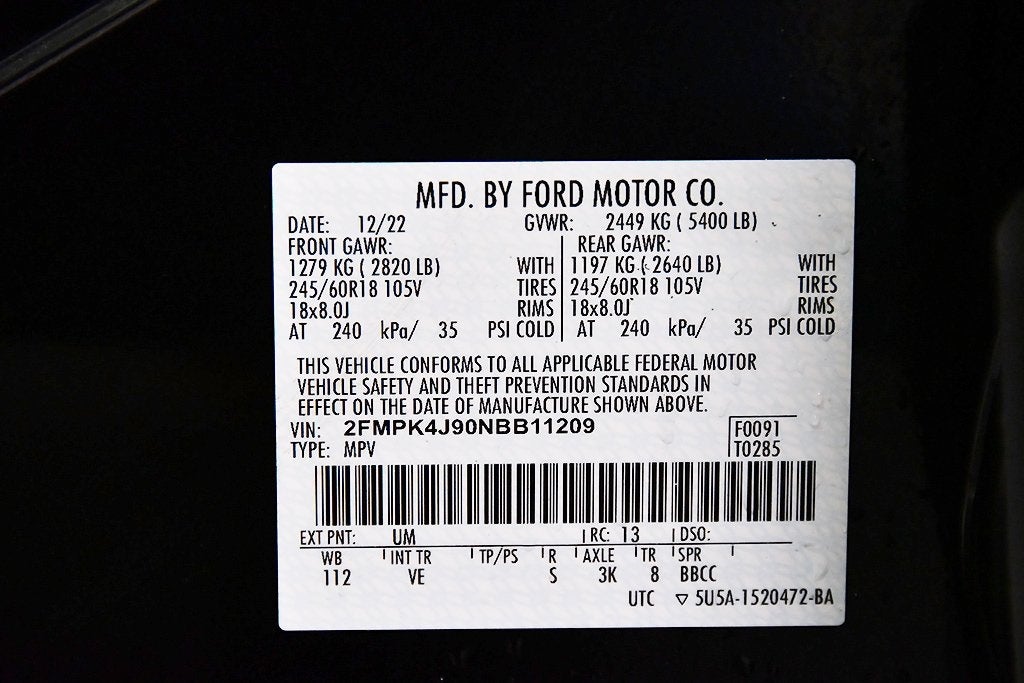 MFD. BY FORD MOTOR CO.
DATE: 12/22 GVWR: 2449 KG ( 5400 LB)
FRONT GAWR: REAR GAWR:
1279 KG ( 2820 LB) WITH 1197 KG ( 2640 LB) WITH
245/60R18 105V TIRES 245/60R18 105V TIRES
18x8.0J RIMS 18x8.0J RIMS
AT 240 kPa/ 35 PSI COLD AT 240 kPa/ 35 PSI COLD
THIS VEHICLE CONFORMS TO ALL APPLICABLE FEDERAL MOTOR
VEHICLE SAFETY AND THEFT PREVENTION STANDARDS IN
EFFECT ON THE DATE OF MANUFACTURE SHOWN ABOVE.
VIN: 2FMPK4J90NBB11209 F0091
TYPE: MPV T0285
EXT PNT: UM RC: 13 DSO:
WB INT TR TP/PS R AXLE TR SPR
112 VE S 3K 8 BBCC
UTC ▽ 5U5A-1520472-BA